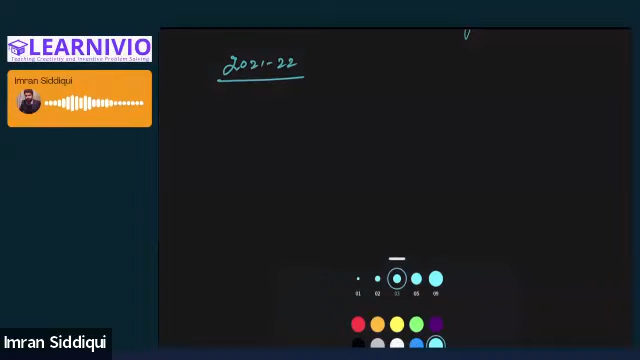 LEARNIVIO
Teaching Creativity and Inventive Problem Solving
2021-22
Imran Siddiqui
01 02 03 05 09
Imran Siddiqui